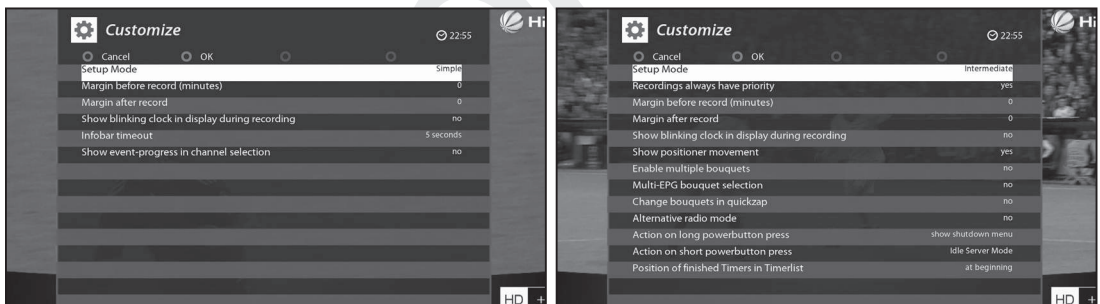 Customize
22:55
Hi
Cancel OK
Setup Mode Simple
Margin before record (minutes) 0
Margin after record 0
Show blinking clock in display during recording no
Infobar timeout 5 seconds
Show event-progress in channel selection no
HD +
Customize
22:55
Hi
Cancel OK
Setup Mode Intermediate
Recordings always have priority yes
Margin before record (minutes) 0
Margin after record 0
Show blinking clock in display during recording no
Show positioner movement yes
Enable multiple bouquets no
Multi-EPG bouquet selection no
Change bouquets in quickzap no
Alternative radio mode no
Action on long powerbutton press show shutdown menu
Action on short powerbutton press Idle Server Mode
Position of finished Timers in Timerlist at beginning
HD +